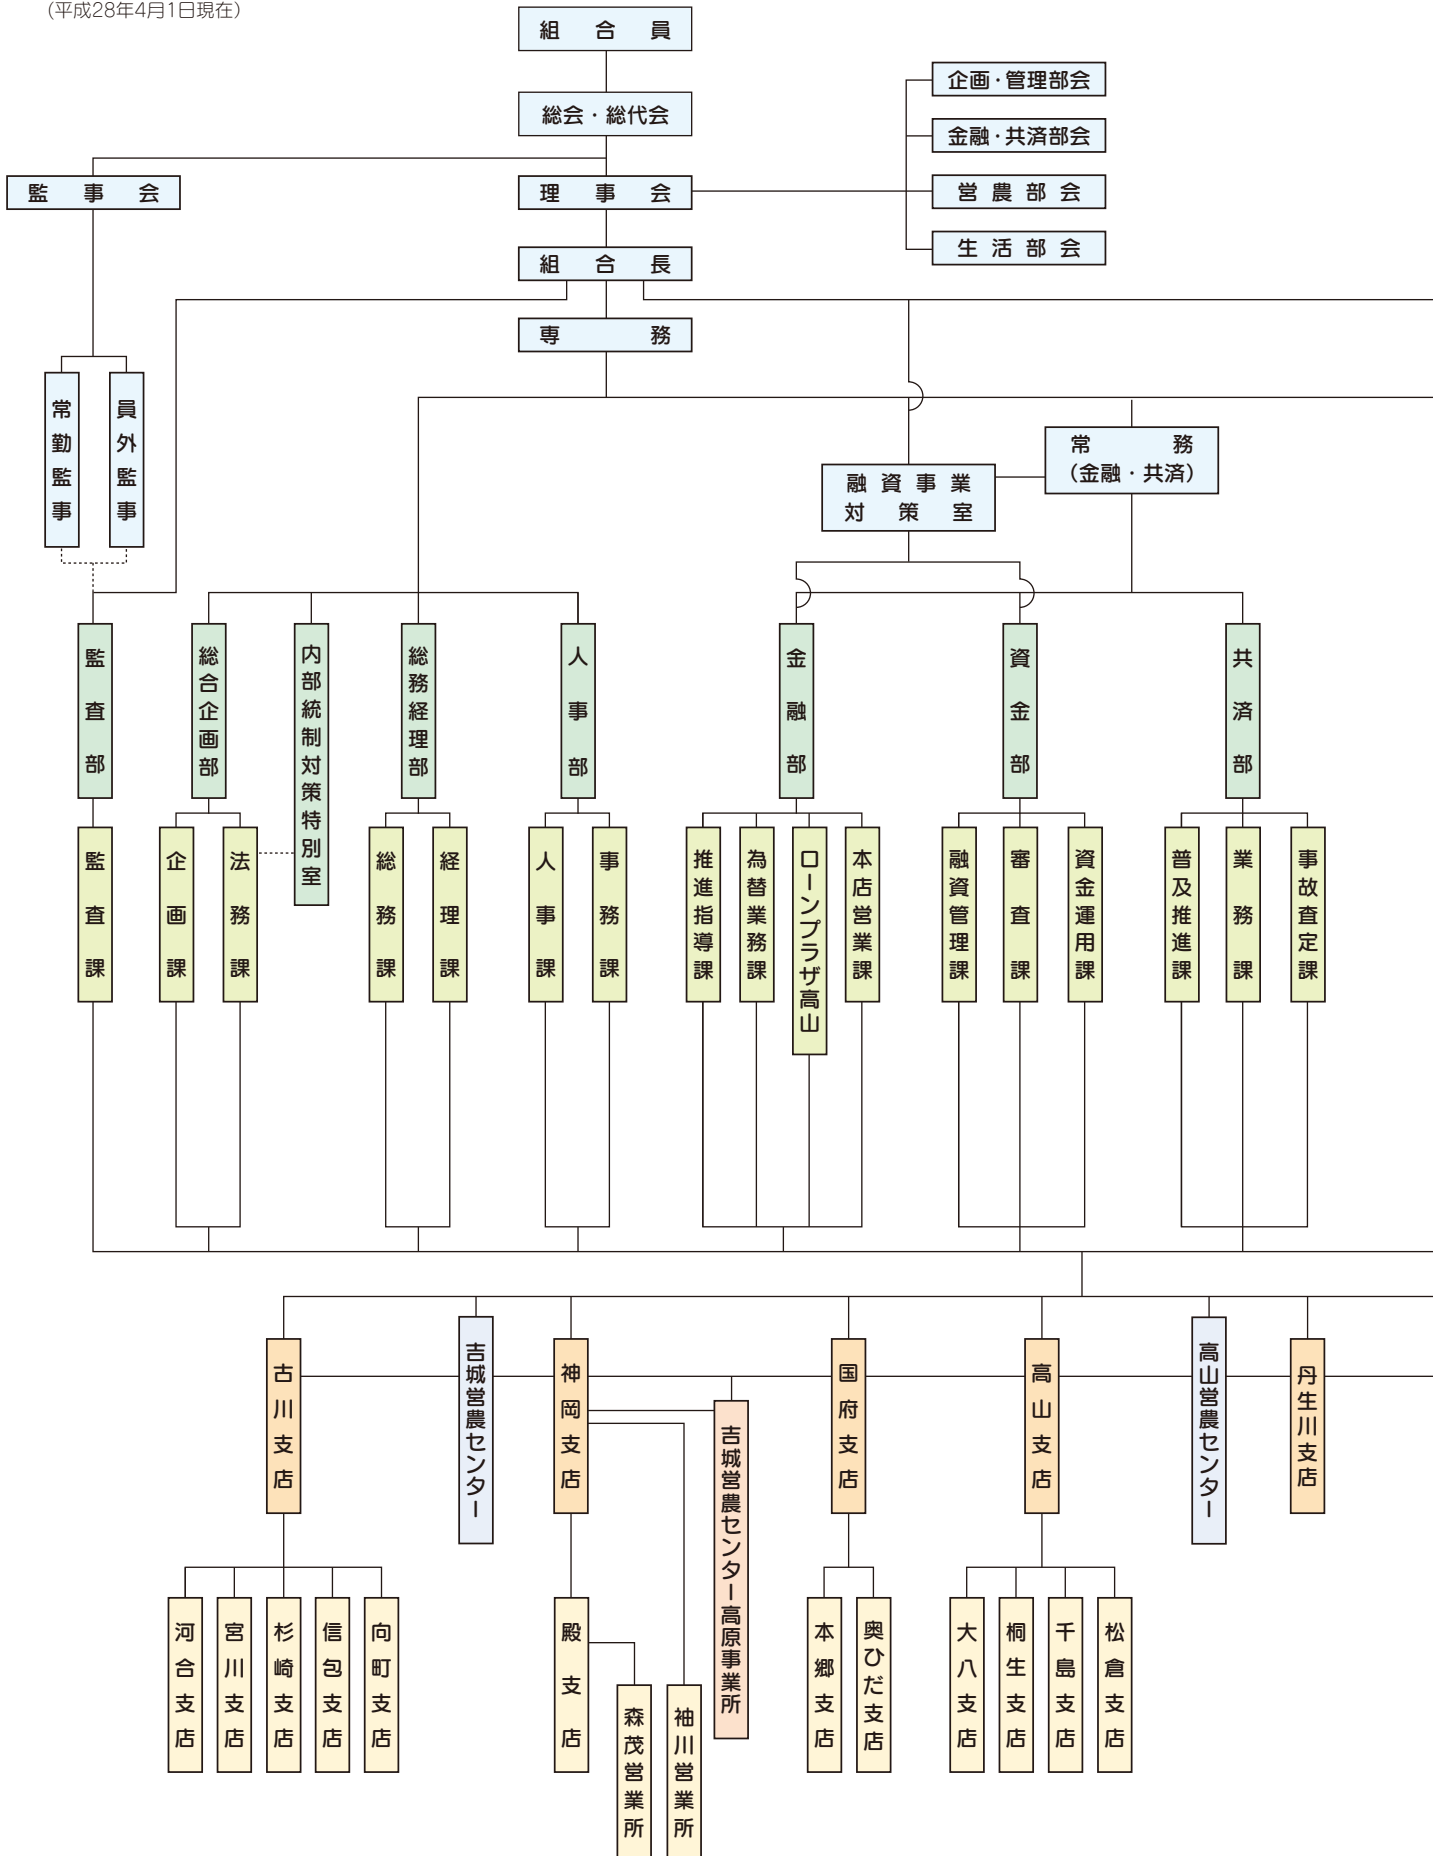 (平成28年4月1日現在)
組合員
総会・総代会
企画・管理部会
金融・共済部会
営農部会
生活部会
監事会
理事会
組合長
専務
常勤監事
員外監事
常務
(金融・共済)
融資事業
対策室
監査部
総合企画部
内部統制対策特別室
総務経理部
人事部
金融部
資金部
共済部
監査課
企画課
法務課
総務課
経理課
人事課
事務課
推進指導課
為替業務課
ローンプラザ高山
本店営業課
融資管理課
審査課
資金運用課
普及推進課
業務課
事故査定課
古川支店
吉城営農センター
神岡支店
吉城営農センター高原事業所
国府支店
高山支店
高山営農センター
丹生川支店
河合支店
宮川支店
杉崎支店
信包支店
向町支店
殿支店
森茂営業所
袖川営業所
本郷支店
奥ひだ支店
大八支店
桐生支店
千島支店
松倉支店